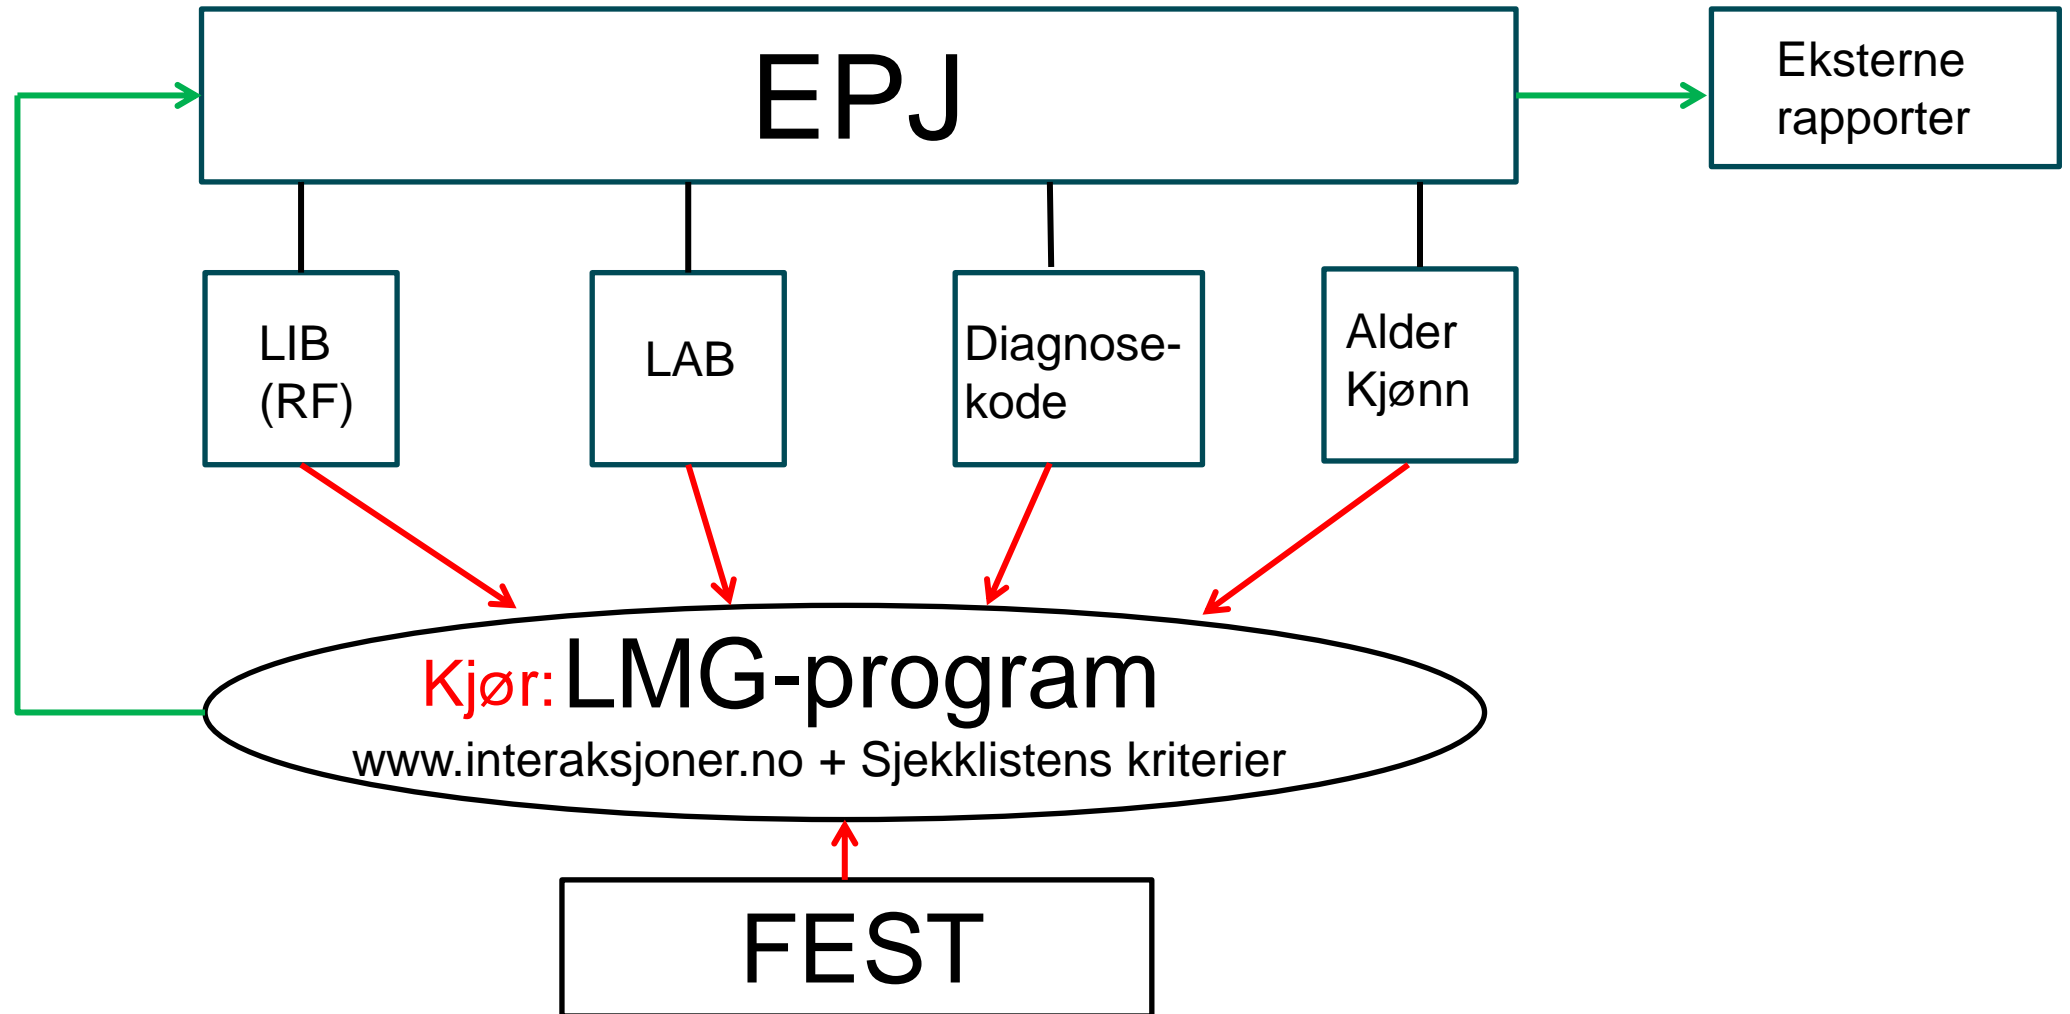 EPJ
Eksterne
rapporter
LIB
(RF)
LAB
Diagnose-
kode
Alder
Kjønn
Kjør: LMG-program
www.interaksjoner.no + Sjekklistens kriterier
FEST